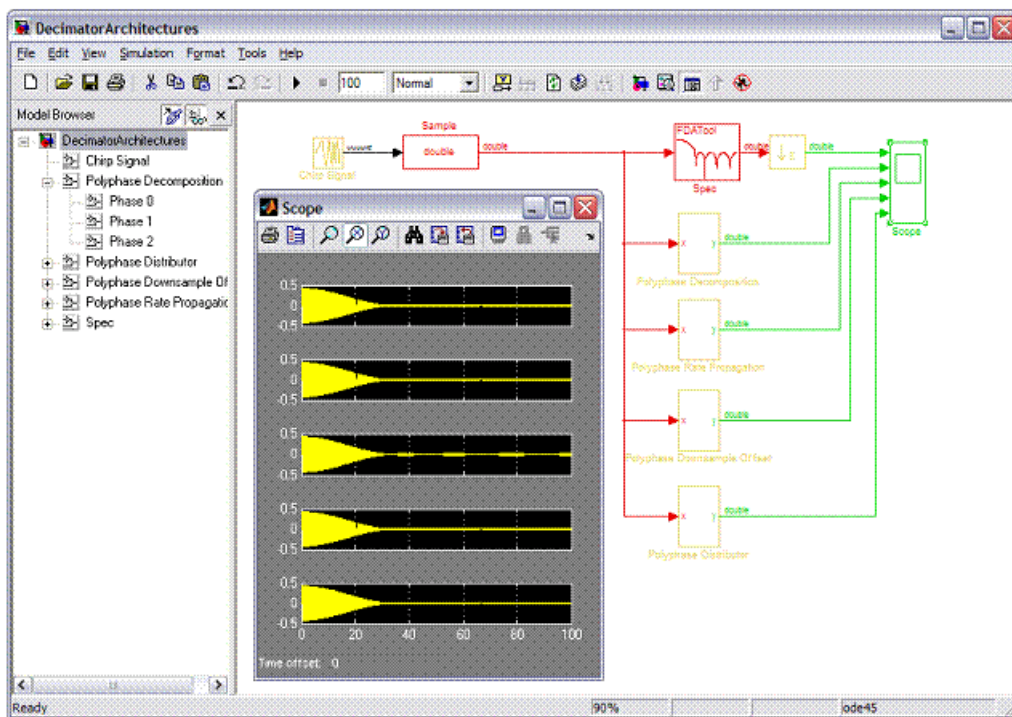 DecimatorArchitectures
File Edit View Simulation Format Tools Help
100 Normal
Model Browser
DecimatorArchitectures
Chirp Signal
Polyphase Decomposition
Phase 0
Phase 1
Phase 2
Polyphase Distributor
Polyphase Downsample Of
Polyphase Rate Propagatic
Spec
Chirp Signal
Sample
double
double
FDATool
Spec
double
double
Scope
x y
double
Polyphase Decomposition
x y
double
Polyphase Rate Propagation
x y
double
Polyphase Downsample Offset
x y
double
Polyphase Distributor
Scope
0.5
0
-0.5
0.5
0
-0.5
0.5
0
-0.5
0.5
0
-0.5
0.5
0
-0.5
0 20 40 60 80 100
Time offset: 0
Ready 90% ode45